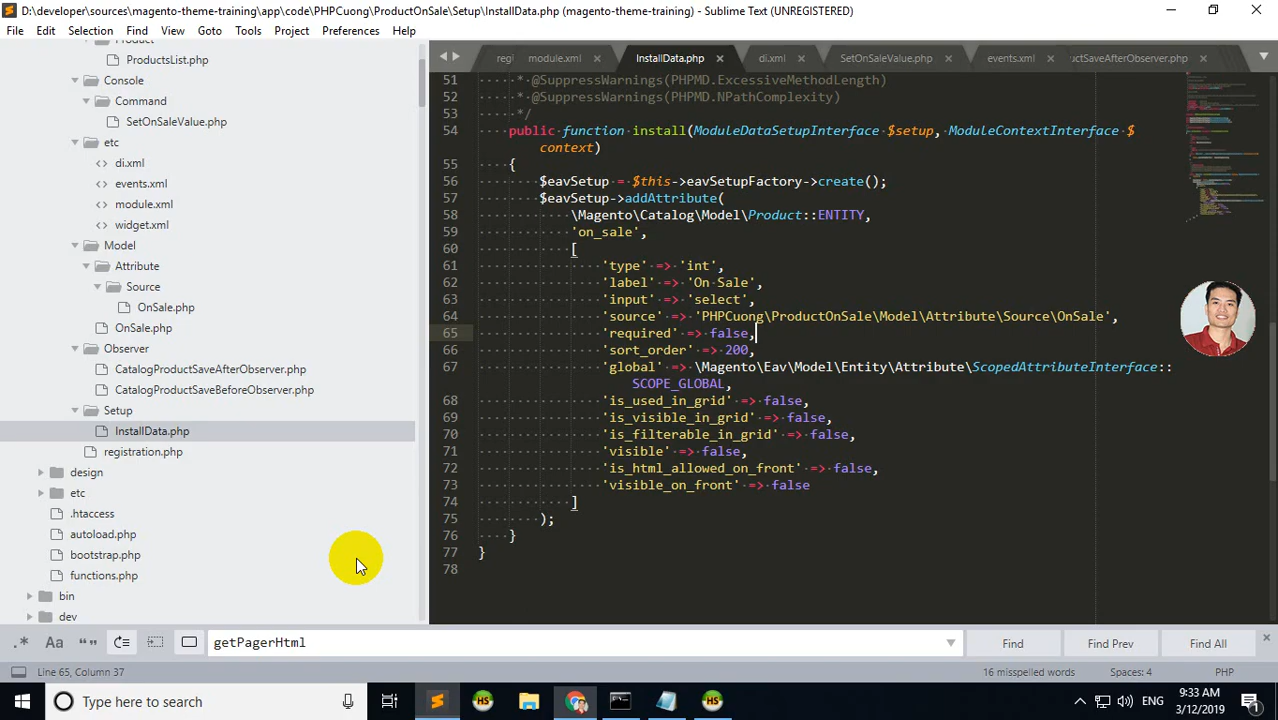 D:\developer\sources\magento-theme-training\app\code\PHPCuong\ProductOnSale\Setup\InstallData.php (magento-theme-training) - Sublime Text (UNREGISTERED)
File Edit Selection Find View Goto Tools Project Preferences Help
Product
ProductsList.php
Console
Command
SetOnSaleValue.php
etc
di.xml
events.xml
module.xml
widget.xml
Model
Attribute
Source
OnSale.php
OnSale.php
Observer
CatalogProductSaveAfterObserver.php
CatalogProductSaveBeforeObserver.php
Setup
InstallData.php
registration.php
design
etc
.htaccess
autoload.php
bootstrap.php
functions.php
bin
dev
regi module.xml InstallData.php di.xml SetOnSaleValue.php events.xml uctSaveAfterObserver.php
51 * @SuppressWarnings(PHPMD.ExcessiveMethodLength)
52 * @SuppressWarnings(PHPMD.NPathComplexity)
53 */
54 public function install(ModuleDataSetupInterface $setup, ModuleContextInterface $
context)
55 {
56 $eavSetup = $this->eavSetupFactory->create();
57 $eavSetup->addAttribute(
58 \Magento\Catalog\Model\Product::ENTITY,
59 'on_sale',
60 [
61 'type' => 'int',
62 'label' => 'On Sale',
63 'input' => 'select',
64 'source' => 'PHPCuong\ProductOnSale\Model\Attribute\Source\OnSale',
65 'required' => false,
66 'sort_order' => 200,
67 'global' => \Magento\Eav\Model\Entity\Attribute\ScopedAttributeInterface::
SCOPE_GLOBAL,
68 'is_used_in_grid' => false,
69 'is_visible_in_grid' => false,
70 'is_filterable_in_grid' => false,
71 'visible' => false,
72 'is_html_allowed_on_front' => false,
73 'visible_on_front' => false
74 ]
75 );
76 }
77 }
78
.* Aa “” getPagerHtml Find Find Prev Find All
Line 65, Column 37 16 misspelled words Spaces: 4 PHP
Type here to search HS HS ENG 9:33 AM
3/12/2019 1